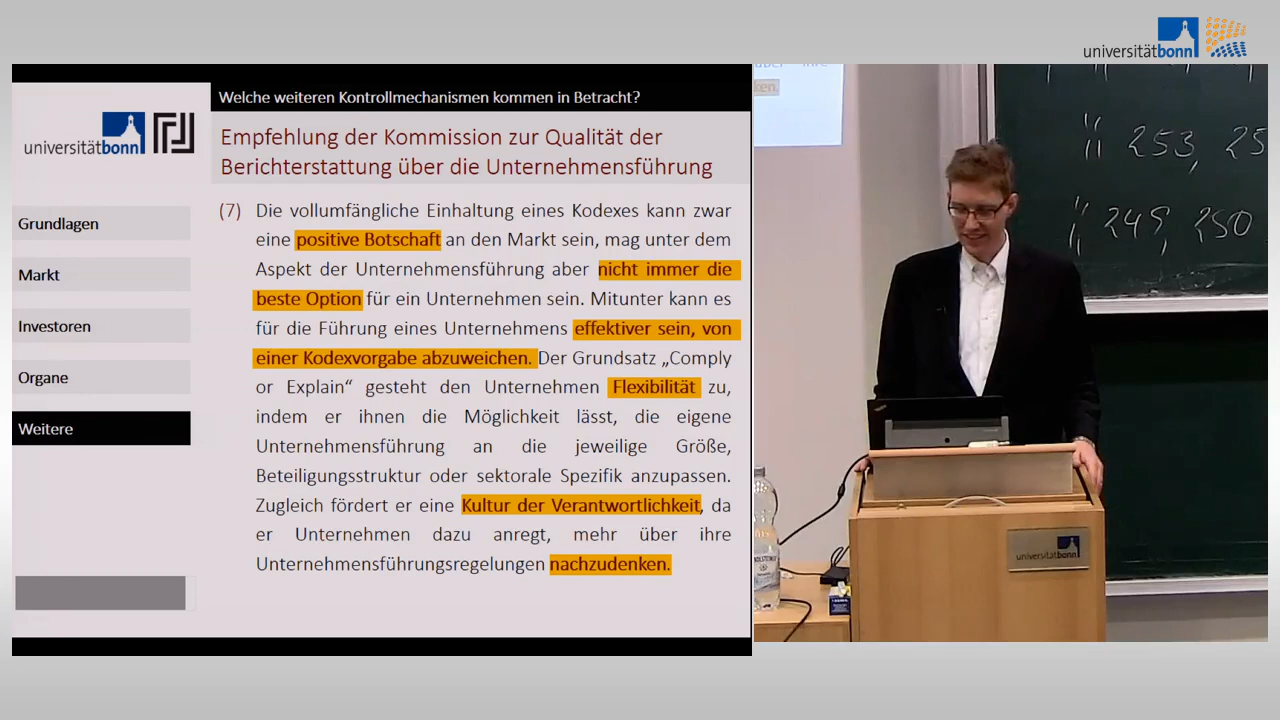 universitätbonn
Welche weiteren Kontrollmechanismen kommen in Betracht?
universitätbonn
Empfehlung der Kommission zur Qualität der
Berichterstattung über die Unternehmensführung
Grundlagen
Markt
Investoren
Organe
Weitere
(7) Die vollumfängliche Einhaltung eines Kodexes kann zwar
eine positive Botschaft an den Markt sein, mag unter dem
Aspekt der Unternehmensführung aber nicht immer die
beste Option für ein Unternehmen sein. Mitunter kann es
für die Führung eines Unternehmens effektiver sein, von
einer Kodexvorgabe abzuweichen. Der Grundsatz „Comply
or Explain“ gesteht den Unternehmen Flexibilität zu,
indem er ihnen die Möglichkeit lässt, die eigene
Unternehmensführung an die jeweilige Größe,
Beteiligungsstruktur oder sektorale Spezifik anzupassen.
Zugleich fördert er eine Kultur der Verantwortlichkeit, da
er Unternehmen dazu anregt, mehr über ihre
Unternehmensführungsregelungen nachzudenken.
253, 25
249, 250
universitätbonn